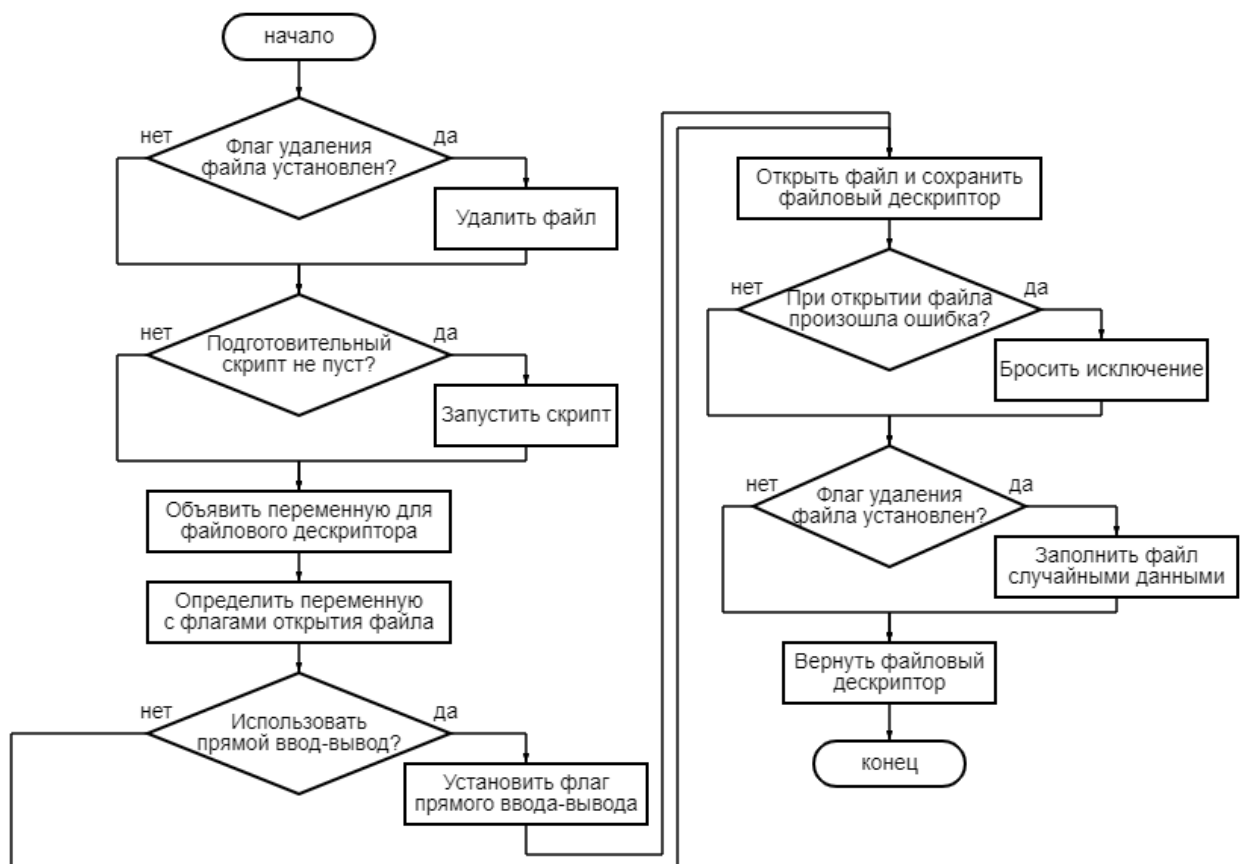 начало
нет
да
Флаг удаления
файла установлен?
Удалить файл
нет
да
Подготовительный
скрипт не пуст?
Запустить скрипт
Объявить переменную для
файлового дескриптора
Определить переменную
с флагами открытия файла
нет
да
Использовать
прямой ввод-вывод?
Установить флаг
прямого ввода-вывода
Открыть файл и сохранить
файловый дескриптор
нет
да
При открытии файла
произошла ошибка?
Бросить исключение
нет
да
Флаг удаления
файла установлен?
Заполнить файл
случайными данными
Вернуть файловый
дескриптор
конец